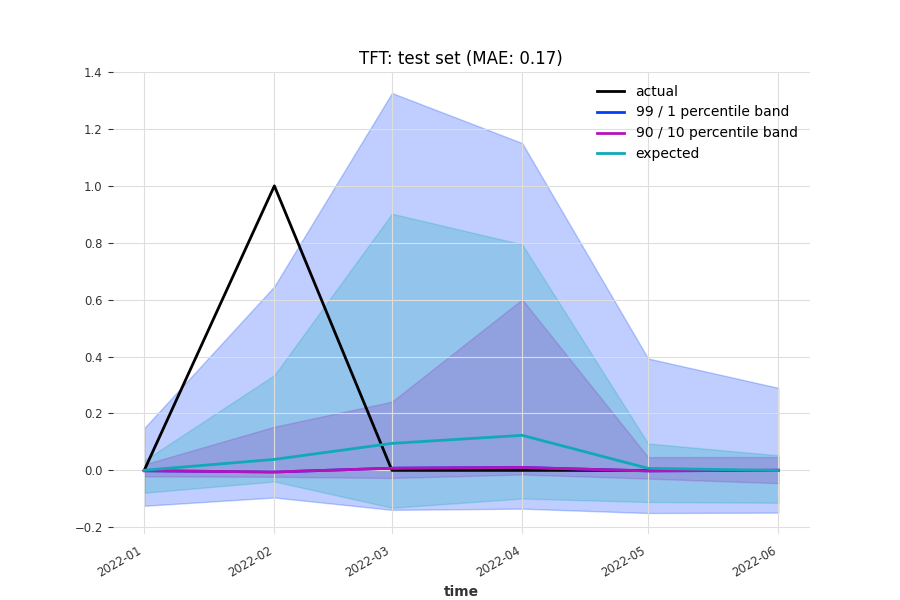 TFT: test set (MAE: 0.17)
1.4
1.2
1.0
0.8
0.6
0.4
0.2
0.0
−0.2
actual
99 / 1 percentile band
90 / 10 percentile band
expected
2022-01
2022-02
2022-03
2022-04
2022-05
2022-06
time